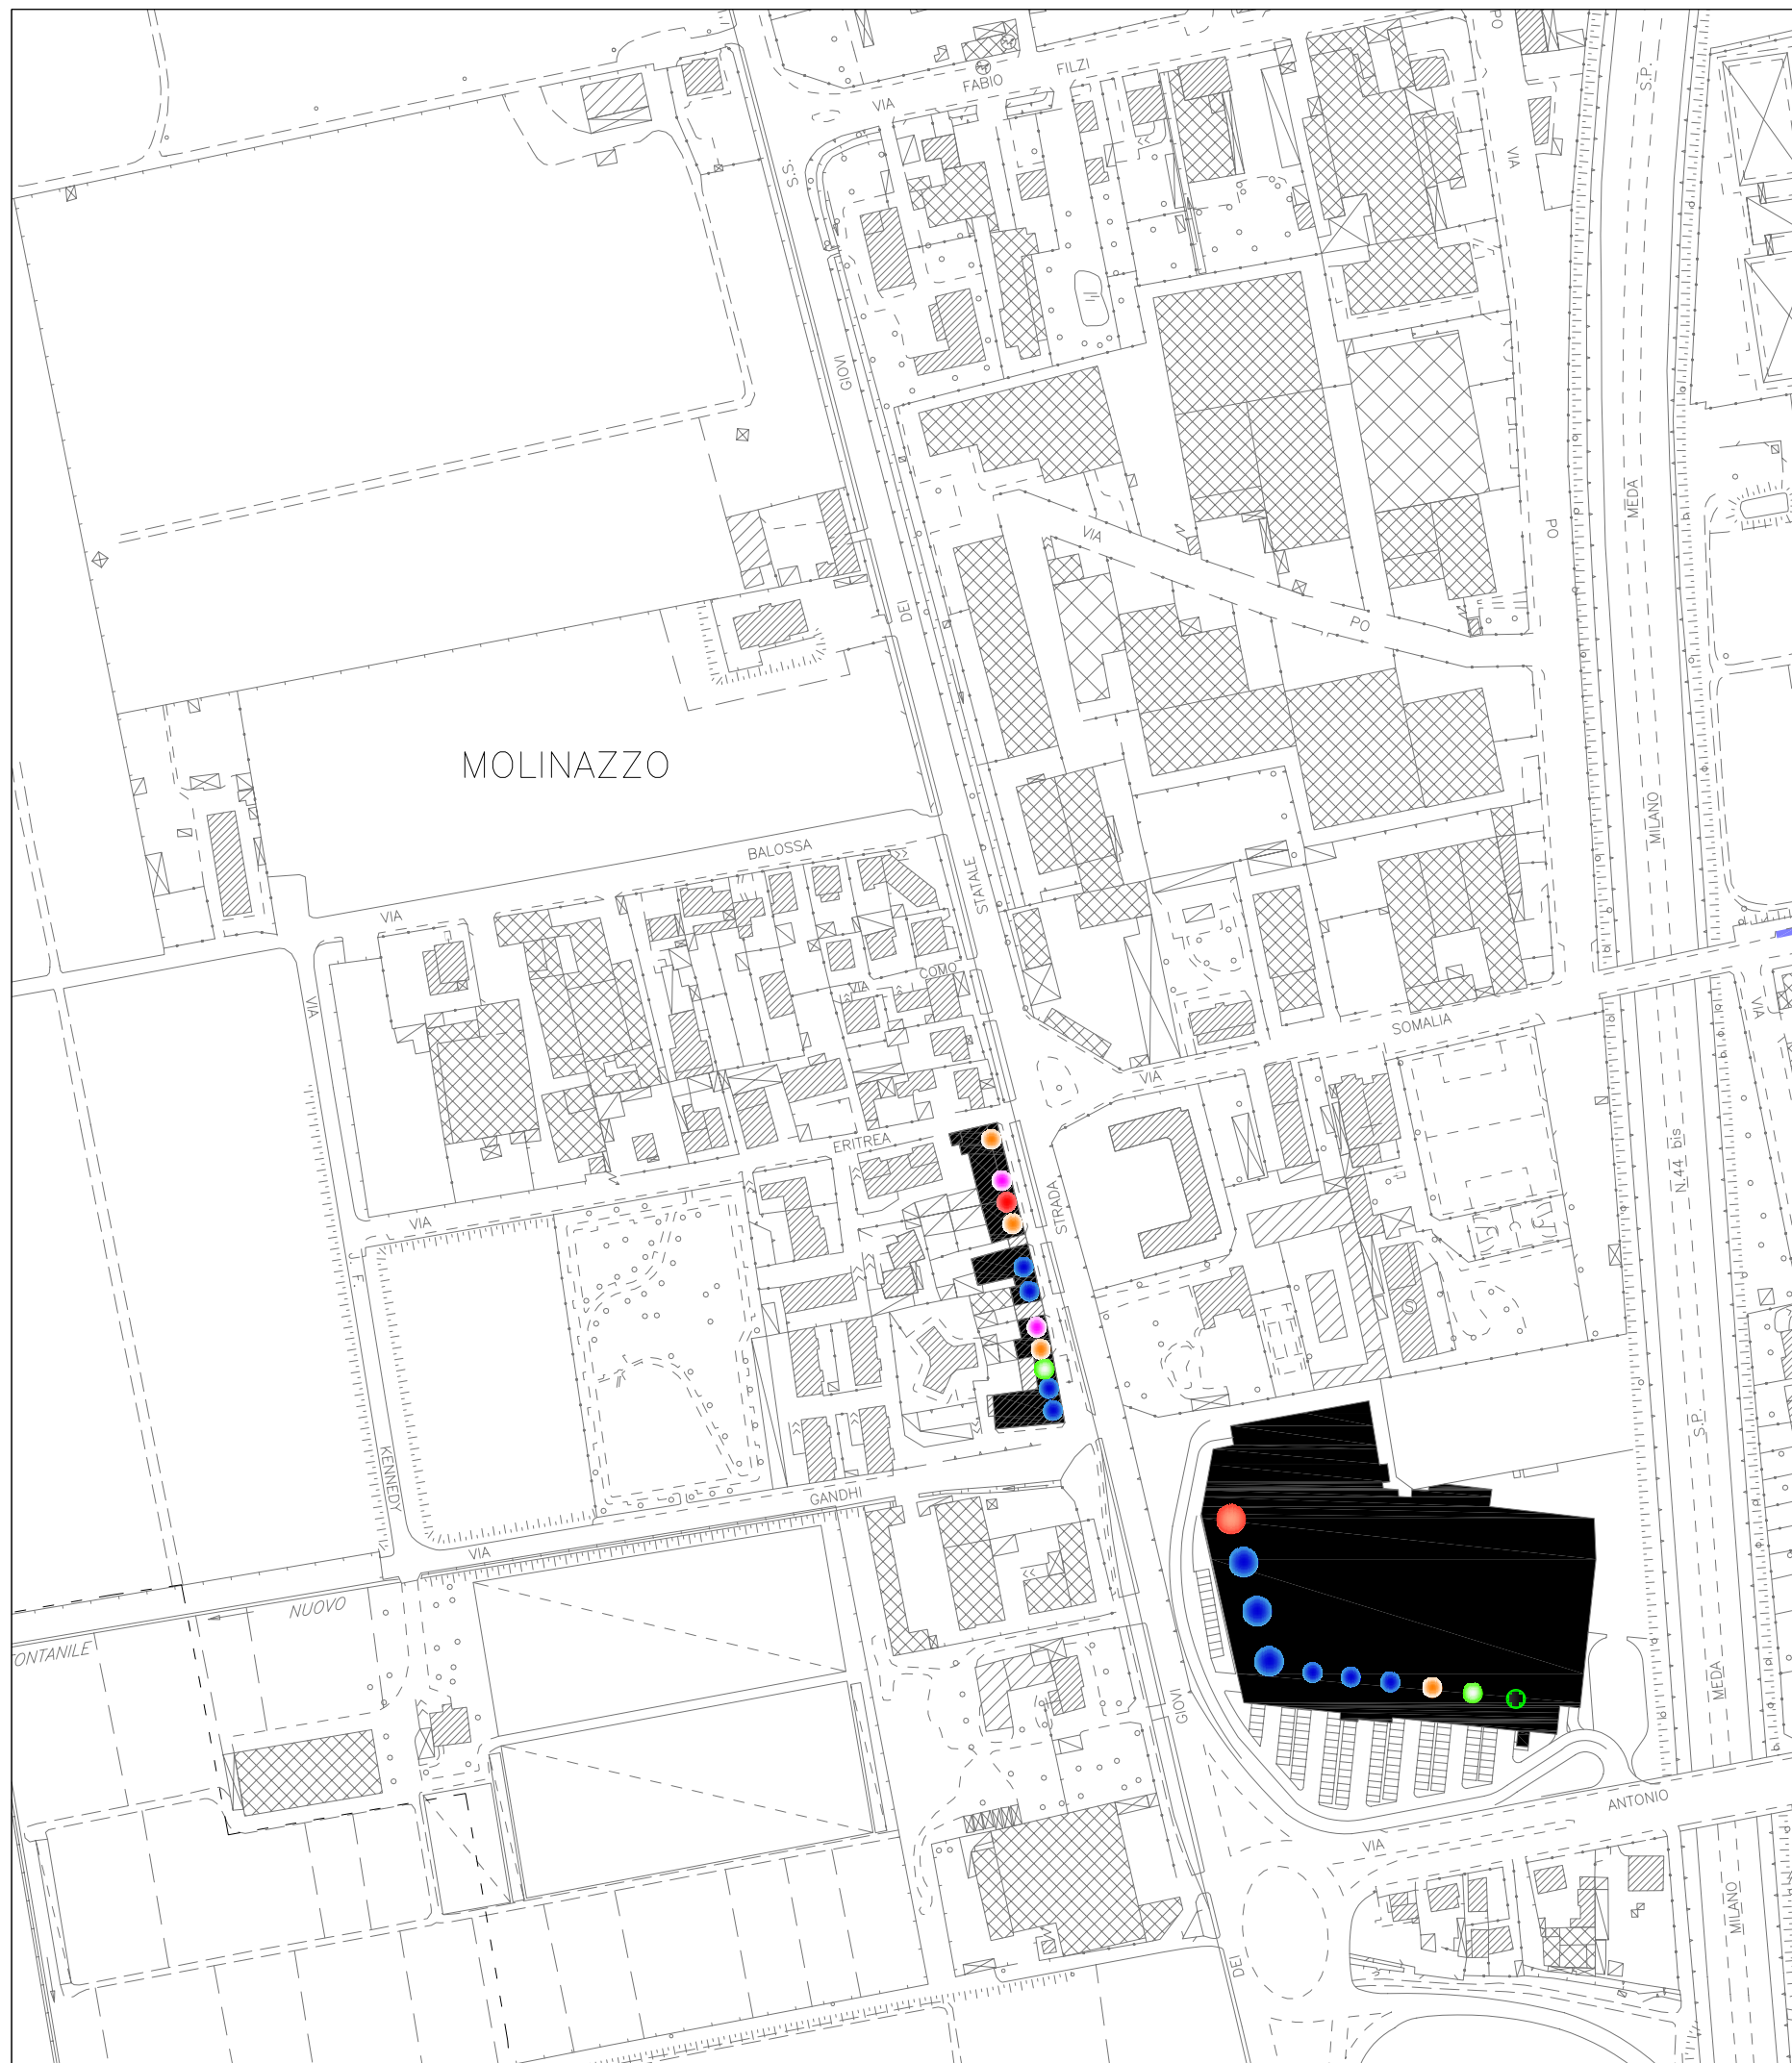 PO
FILZI
FABIO
VIA
S.P.
VIA
S.S.
GIOVI
MEDA
VIA
PO
DEI
PO
MOLINAZZO
MILANO
BALOSSA
STATALE
VIA
COMO
VIA
VIA
SOMALIA
VIA
VIA
ERITREA
N.44 bis
STRADA
VIA
J. F.
S
S.P.
KENNEDY
GANDHI
VIA
NUOVO
FONTANILE
MEDA
GIOVI
ANTONIO
VIA
MILANO
DEI